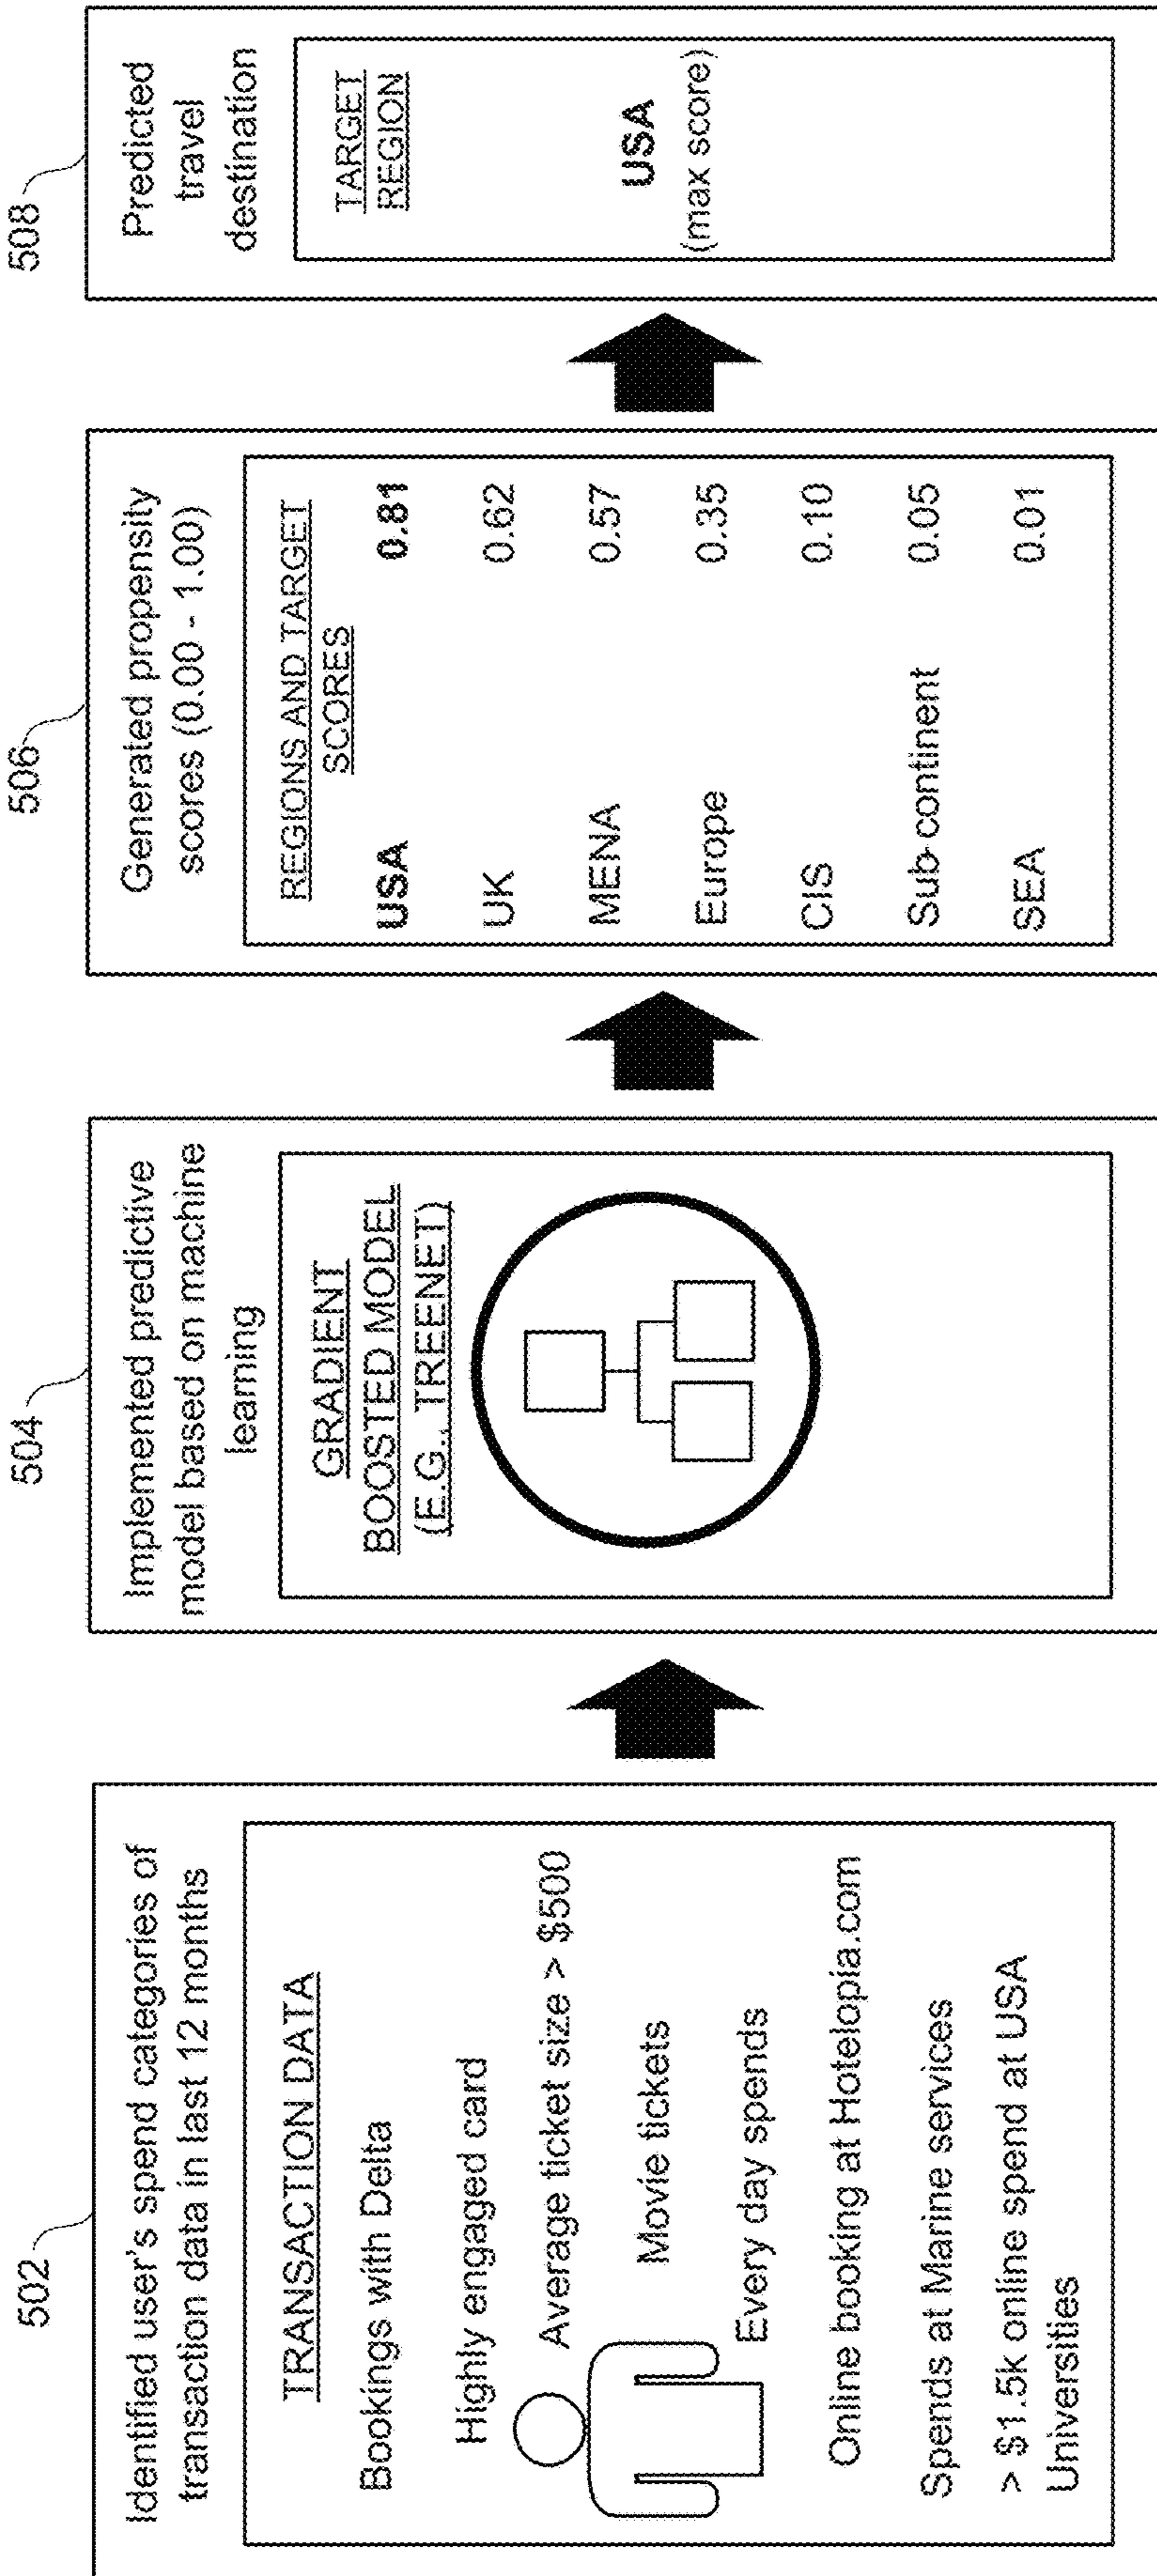 502
Identified user's spend categories of
transaction data in last 12 months
TRANSACTION DATA
Bookings with Delta
Highly engaged card
Average ticket size > $500
Movie tickets
Every day spends
Online booking at Hotelopia.com
Spends at Marine services
> $1.5k online spend at USA
Universities
504
Implemented predictive
model based on machine
learning
GRADIENT
BOOSTED MODEL
(E.G., TREENET)
506
Generated propensity
scores (0.00 - 1.00)
REGIONS AND TARGET
SCORES
USA 0.81
UK 0.62
MENA 0.57
Europe 0.35
CIS 0.10
Sub-continent 0.05
SEA 0.01
508
Predicted
travel
destination
TARGET
REGION
USA
(max score)